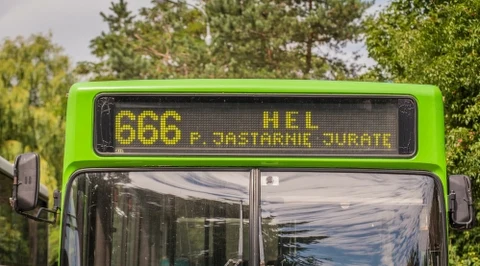 666 HEL
P. JASTARNIĘ JURATĘ